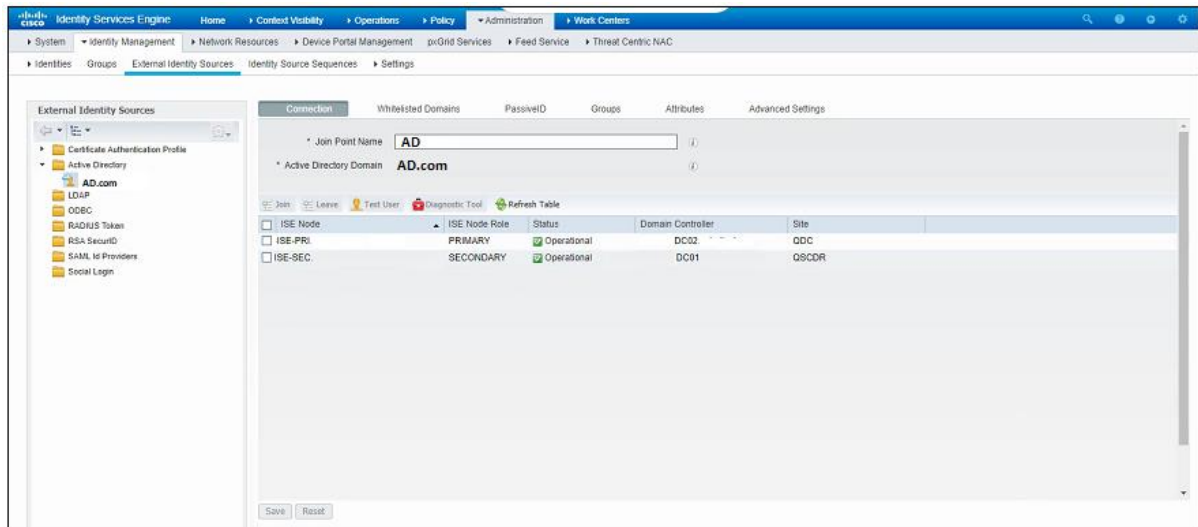 cisco Identity Services Engine Home Context Visibility Operations Policy Administration Work Centers
System Identity Management Network Resources Device Portal Management pxGrid Services Feed Service Threat Centric NAC
Identities Groups External Identity Sources Identity Source Sequences Settings
External Identity Sources
Certificate Authentication Profile
Active Directory
AD.com
LDAP
ODBC
RADIUS Token
RSA SecurID
SAML Id Providers
Social Login
Connection Whitelisted Domains PassiveID Groups Attributes Advanced Settings
* Join Point Name AD
* Active Directory Domain AD.com
Join Leave Test User Diagnostic Tool Refresh Table
ISE Node ISE Node Role Status Domain Controller Site
ISE-PRI. PRIMARY Operational DC02 QDC
ISE-SEC. SECONDARY Operational DC01 QSCDR
Save Reset